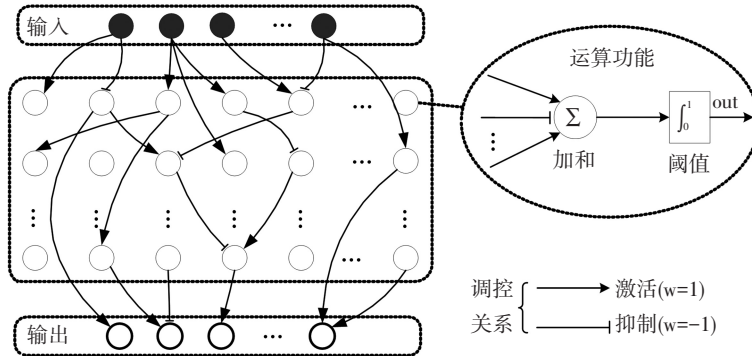 输入
...
运算功能
Σ
∫₀¹
out
加和
阈值
...
...
...
调控
关系
激活(w=1)
抑制(w=-1)
输出
...